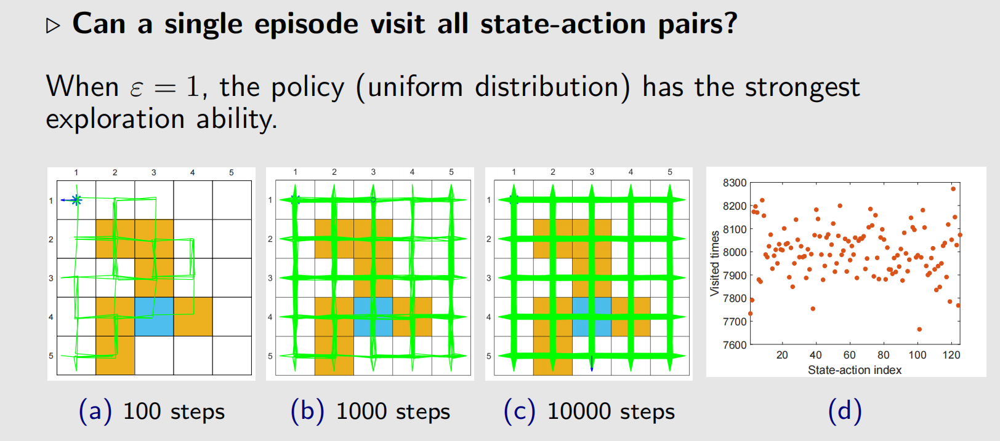 ▷ Can a single episode visit all state-action pairs?
When ε = 1, the policy (uniform distribution) has the strongest
exploration ability.
1 2 3 4 5
1
2
3
4
5
(a) 100 steps
1 2 3 4 5
1
2
3
4
5
(b) 1000 steps
1 2 3 4 5
1
2
3
4
5
(c) 10000 steps
8300
8200
8100
8000
7900
7800
7700
7600
Visited times
20 40 60 80 100 120
State-action index
(d)